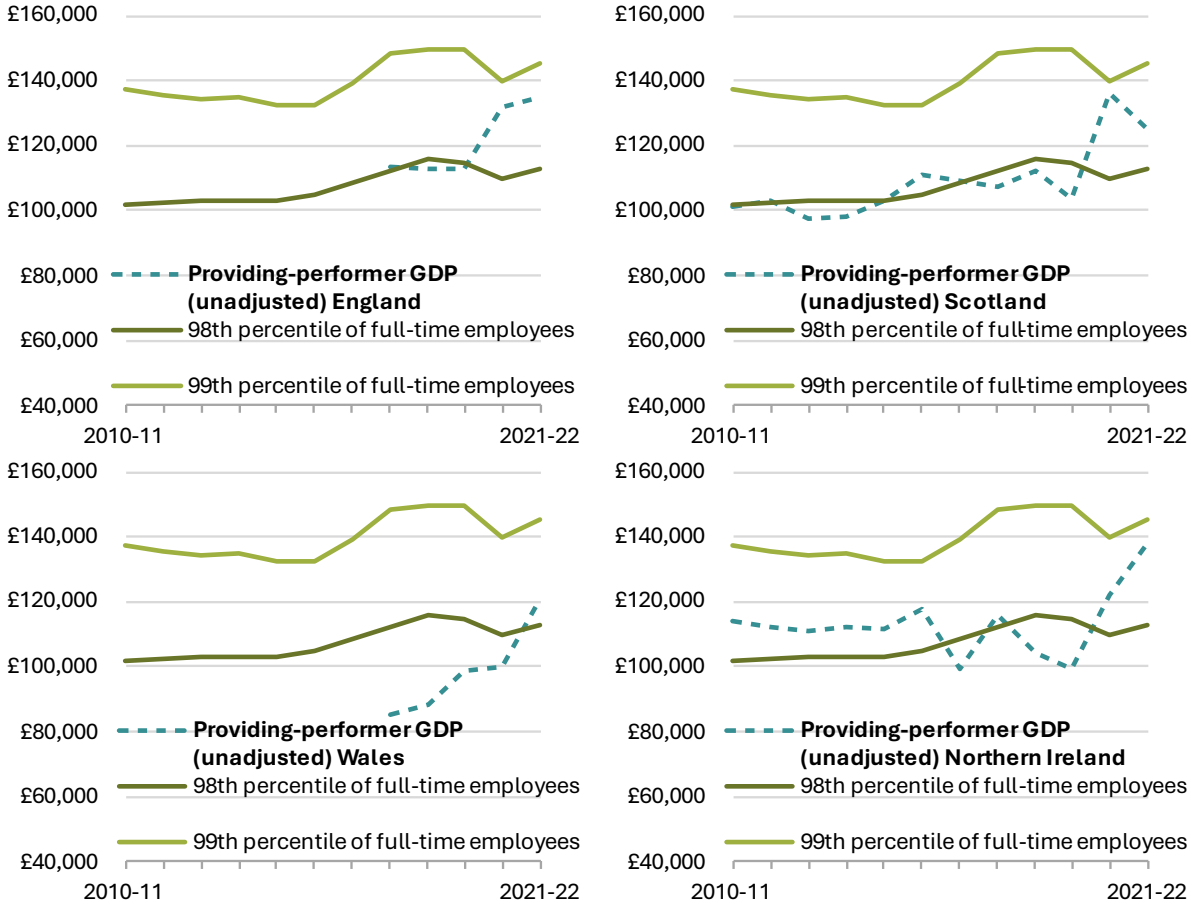 £160,000
£140,000
£120,000
£100,000
£80,000
£60,000
£40,000
Providing-performer GDP
(unadjusted) England
98th percentile of full-time employees
99th percentile of full-time employees
2010-11
2021-22
£160,000
£140,000
£120,000
£100,000
£80,000
£60,000
£40,000
Providing-performer GDP
(unadjusted) Scotland
98th percentile of full-time employees
99th percentile of full-time employees
2010-11
2021-22
£160,000
£140,000
£120,000
£100,000
£80,000
£60,000
£40,000
Providing-performer GDP
(unadjusted) Wales
98th percentile of full-time employees
99th percentile of full-time employees
2010-11
2021-22
£160,000
£140,000
£120,000
£100,000
£80,000
£60,000
£40,000
Providing-performer GDP
(unadjusted) Northern Ireland
98th percentile of full-time employees
99th percentile of full-time employees
2010-11
2021-22